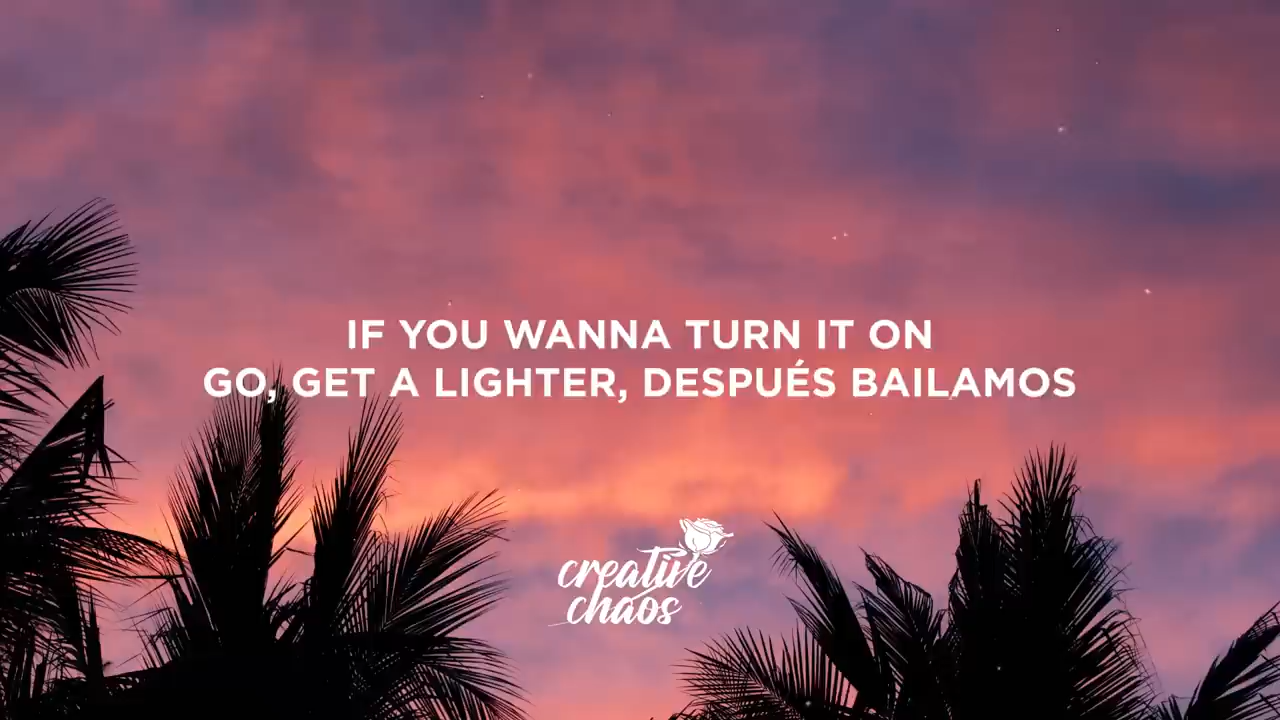 IF YOU WANNA TURN IT ON
GO, GET A LIGHTER, DESPUÉS BAILAMOS
creative
chaos